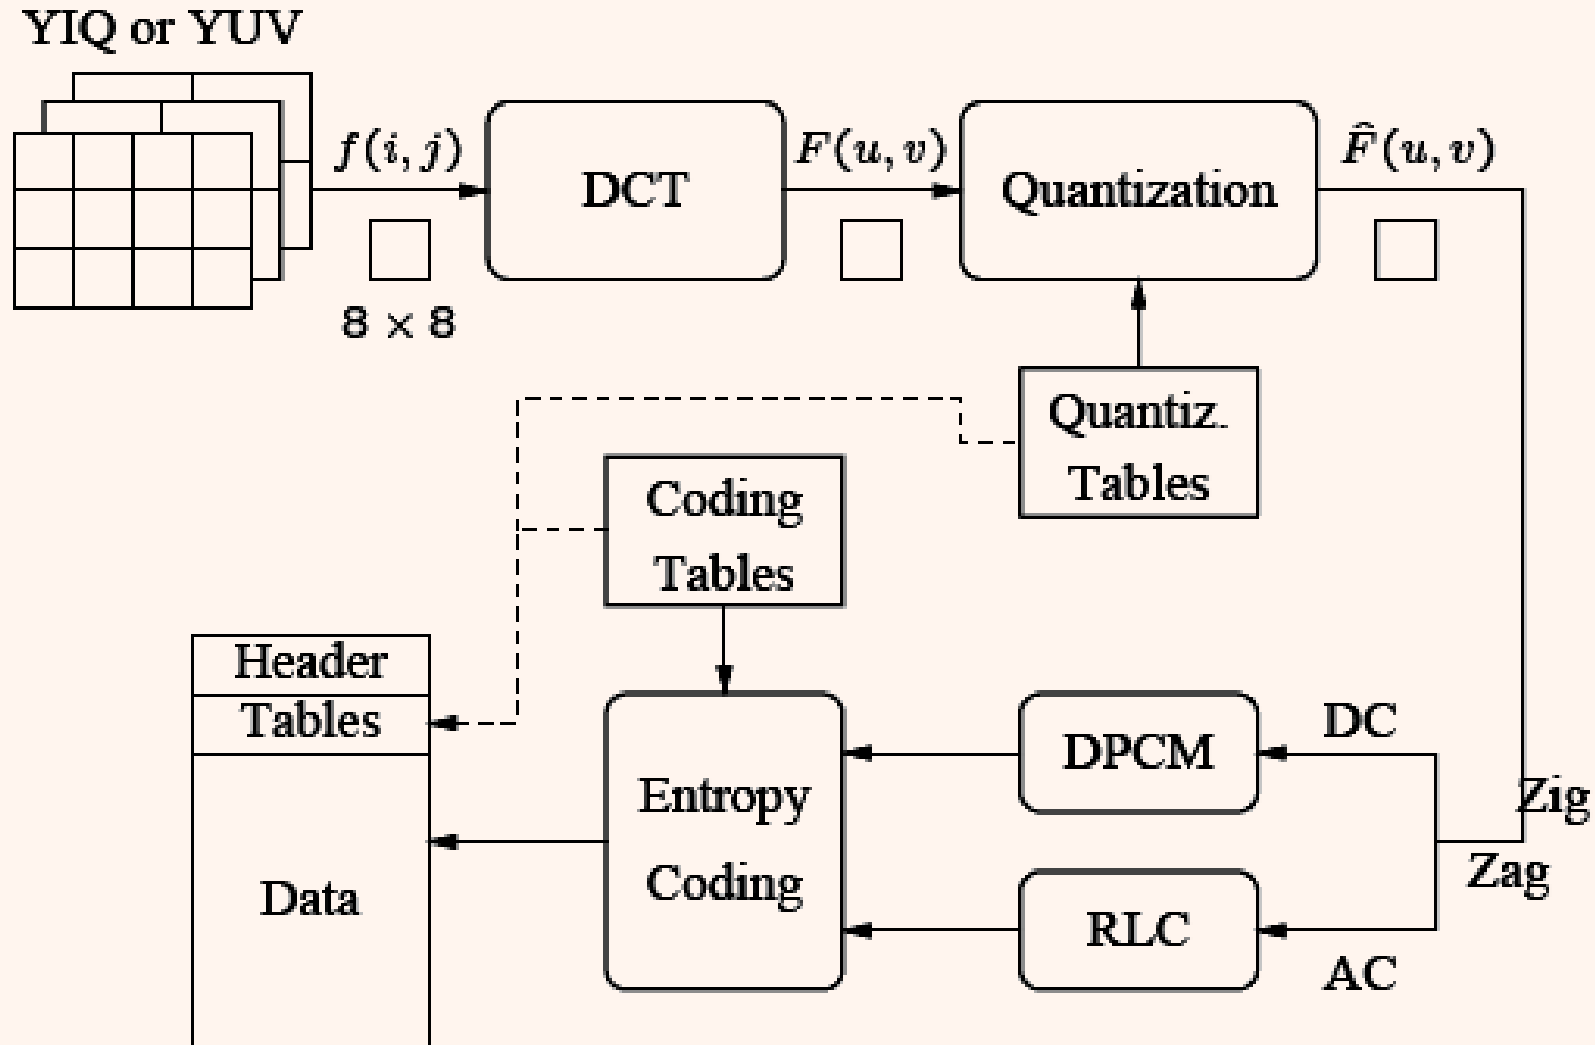 YIQ or YUV
f(i, j)
DCT
F(u, v)
Quantization
F̂(u, v)
8 × 8
Quantiz.
Tables
Coding
Tables
Header
Tables
Data
Entropy
Coding
DPCM
DC
Zig
Zag
RLC
AC